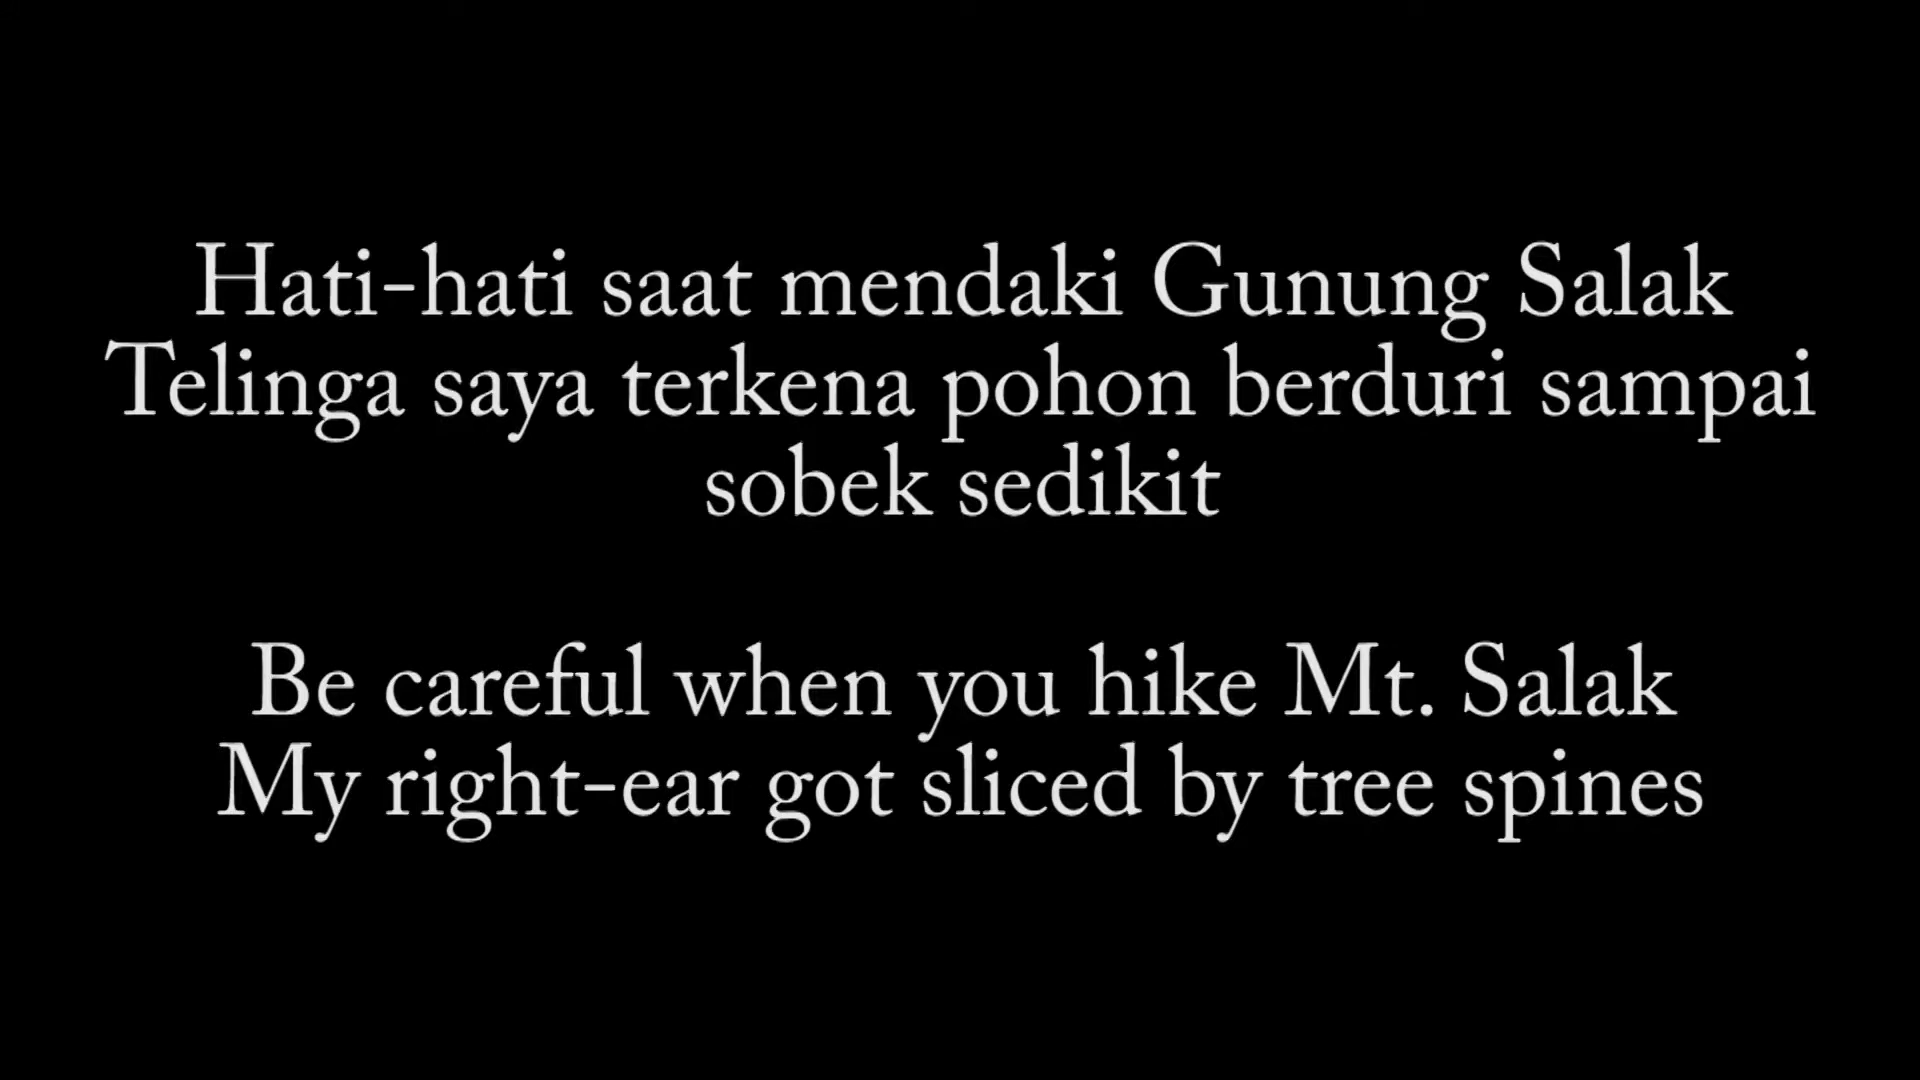 Hati-hati saat mendaki Gunung Salak
Telinga saya terkena pohon berduri sampai
sobek sedikit
Be careful when you hike Mt. Salak
My right-ear got sliced by tree spines